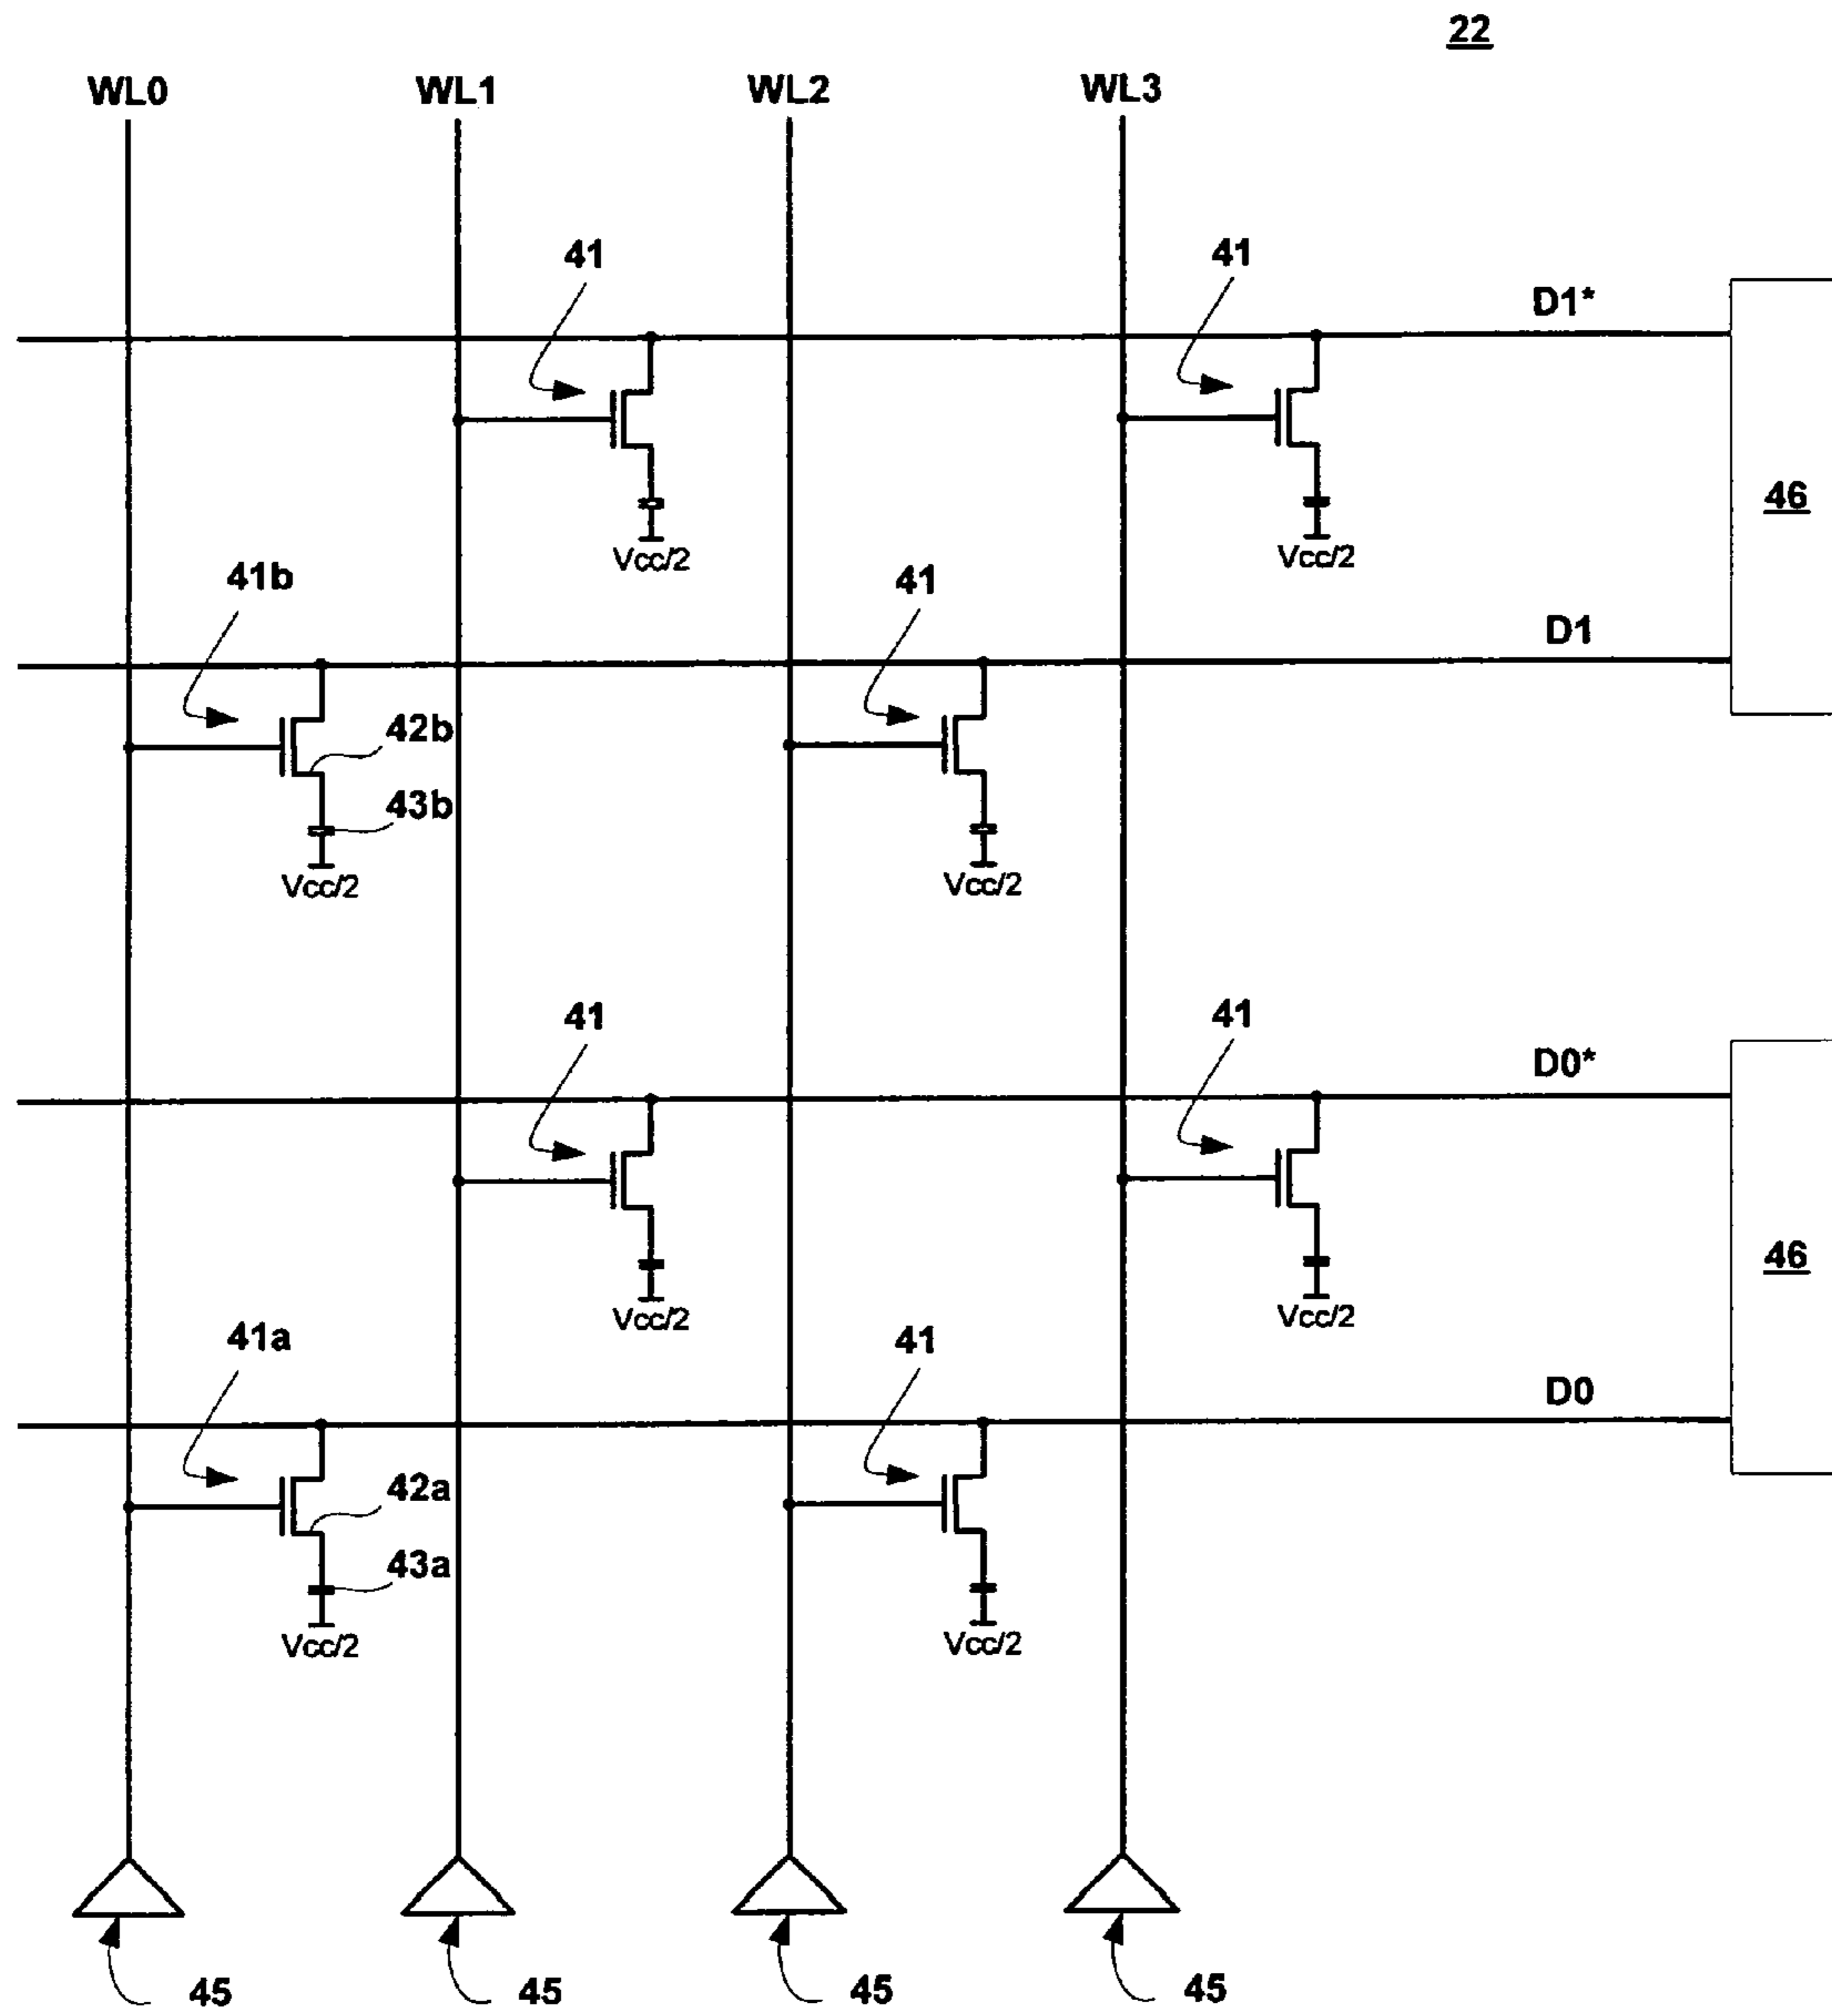 22
WL0 WL1 WL2 WL3
41 41
D1*
46
Vcc/2 Vcc/2
41b 41
D1
42b
43b
Vcc/2 Vcc/2
41 41
D0*
46
Vcc/2 Vcc/2
41a 41
D0
42a
43a
Vcc/2 Vcc/2
45 45 45 45